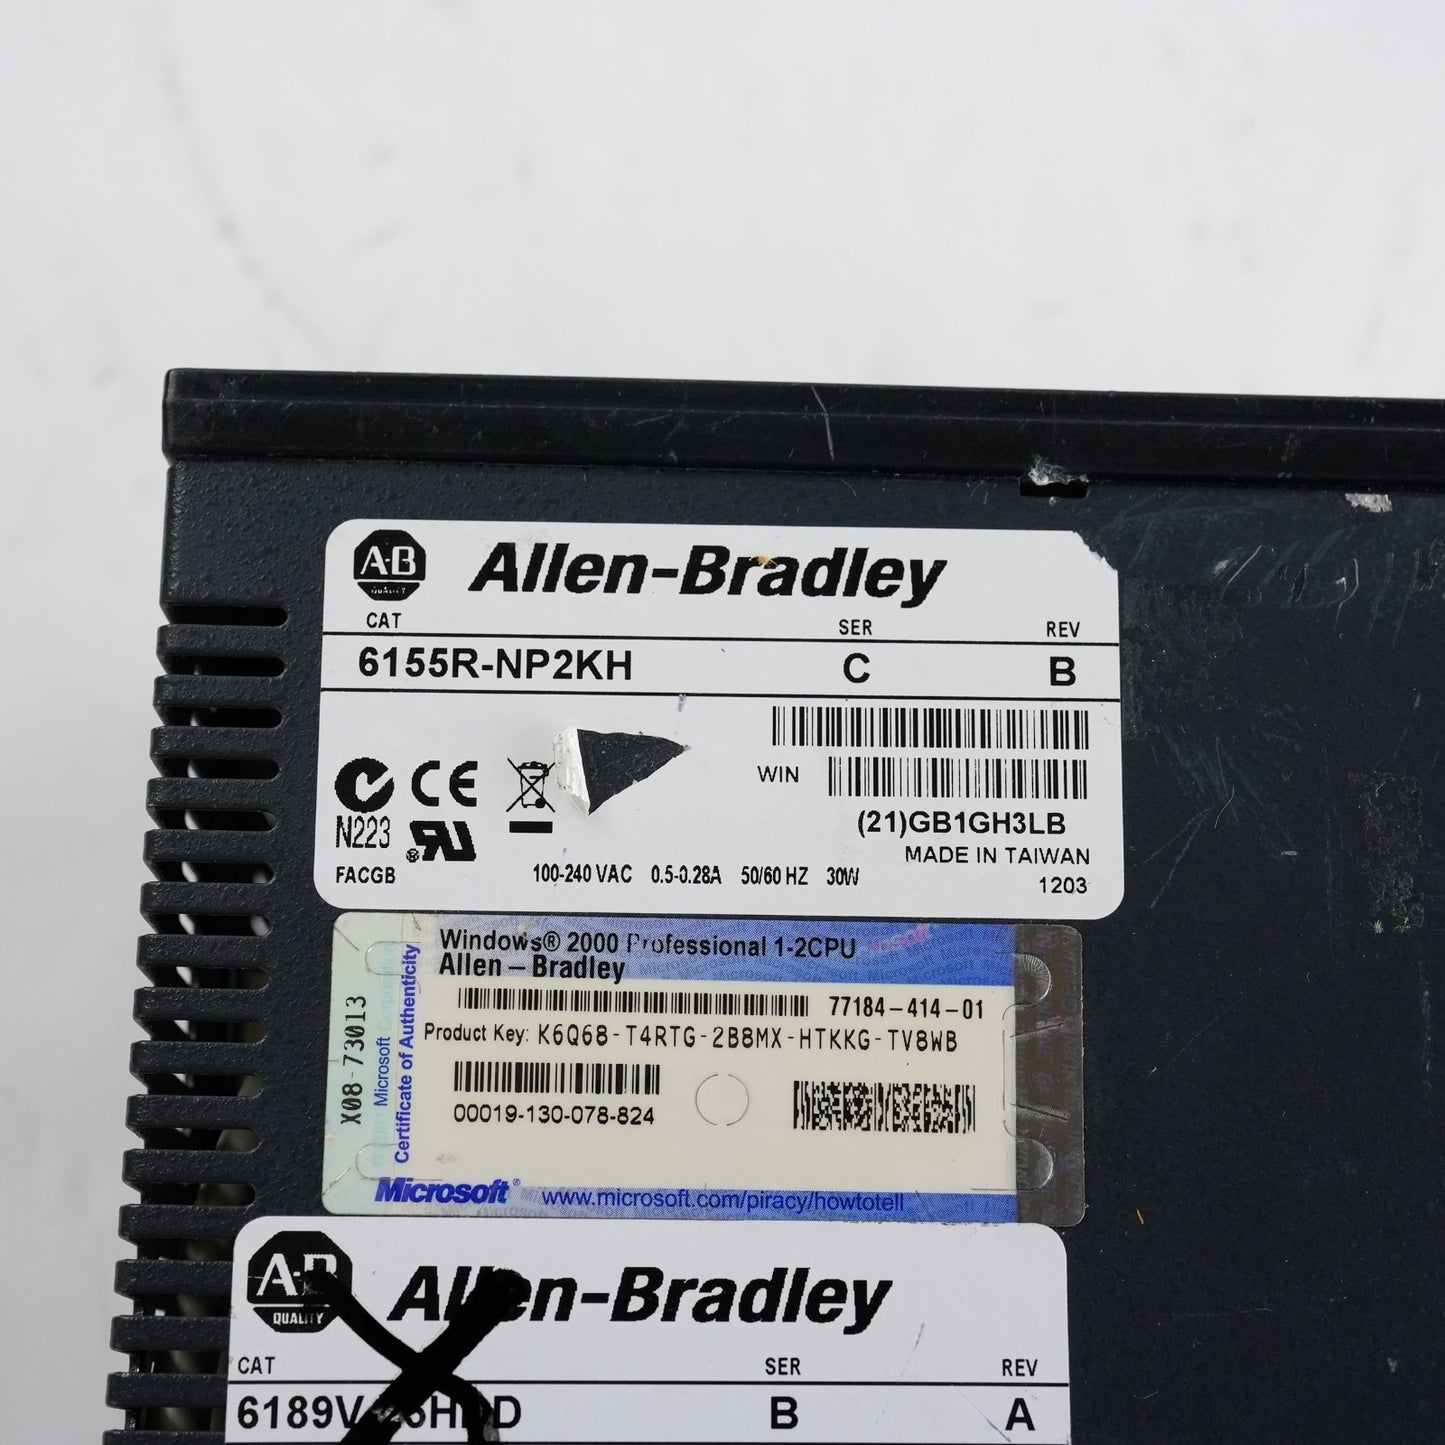 A-B
QUALITY
Allen-Bradley
CAT SER REV
6155R-NP2KH C B
WIN
(21)GB1GH3LB
N223
MADE IN TAIWAN
FACGB 100-240 VAC 0.5-0.28A 50/60 HZ 30W 1203
Windows® 2000 Professional 1-2CPU
Allen-Bradley
77184-414-01
Product Key: K6Q68-T4RTG-2B8MX-HTKKG-TV8WB
00019-130-078-824
X08-73013
Certificate of Authenticity
Microsoft® www.microsoft.com/piracy/howtotell
QUALITY
Allen-Bradley
CAT SER REV
B A